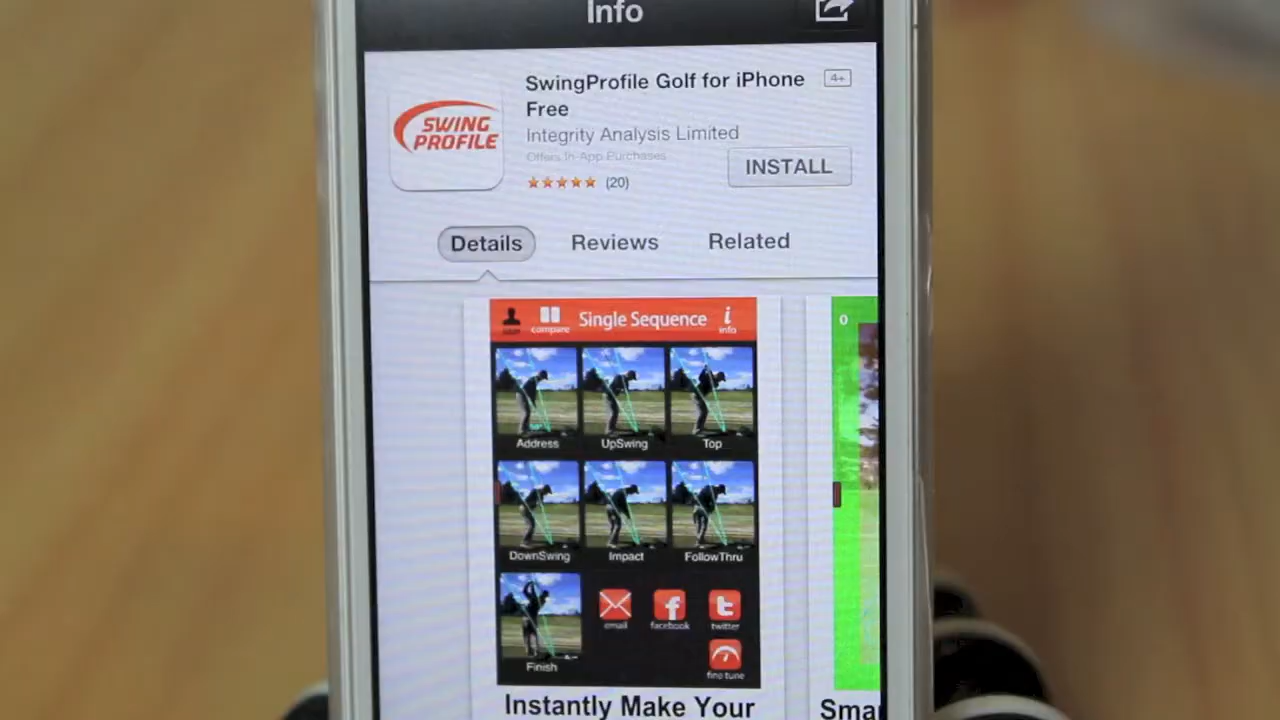 Info
SwingProfile Golf for iPhone
4+
Free
SWING
PROFILE
Integrity Analysis Limited
Offers In-App Purchases
INSTALL
(20)
Details
Reviews
Related
compare
Single Sequence
info
0
Address
UpSwing
Top
DownSwing
Impact
FollowThru
email
facebook
twitter
Finish
fine tune
Instantly Make Your